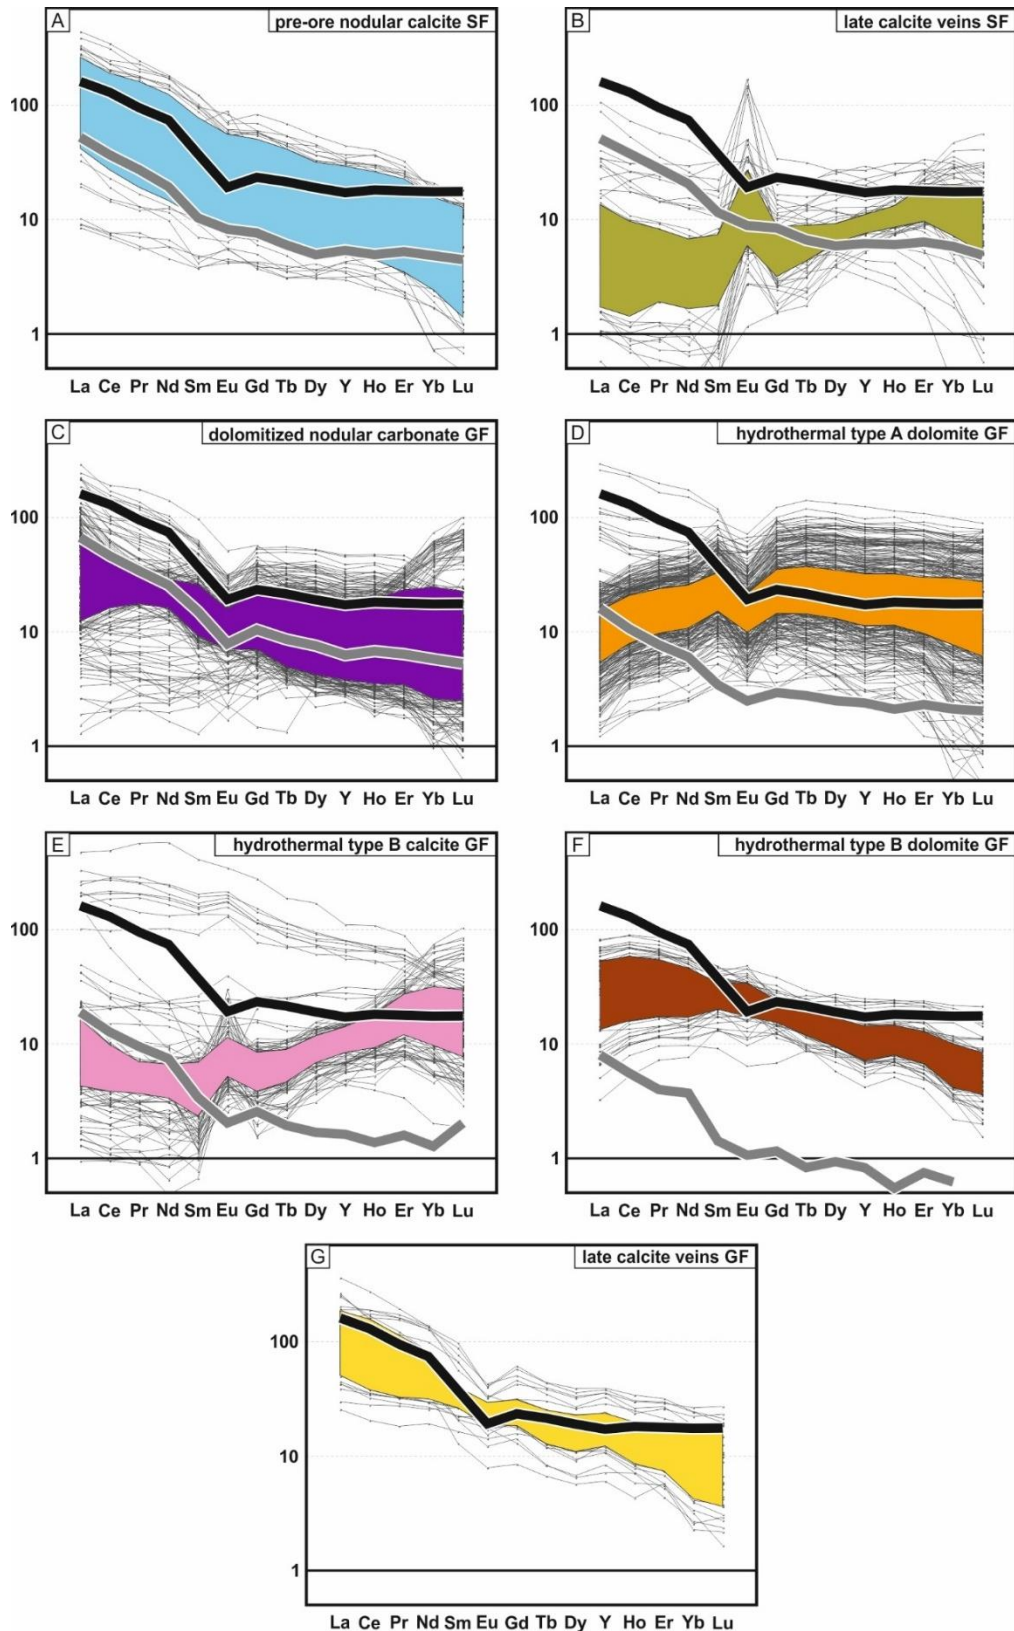 A pre-ore nodular calcite SF
100
10
1
La Ce Pr Nd Sm Eu Gd Tb Dy Y Ho Er Yb Lu
B late calcite veins SF
100
10
1
La Ce Pr Nd Sm Eu Gd Tb Dy Y Ho Er Yb Lu
C dolomitized nodular carbonate GF
100
10
1
La Ce Pr Nd Sm Eu Gd Tb Dy Y Ho Er Yb Lu
D hydrothermal type A dolomite GF
100
10
1
La Ce Pr Nd Sm Eu Gd Tb Dy Y Ho Er Yb Lu
E hydrothermal type B calcite GF
100
10
1
La Ce Pr Nd Sm Eu Gd Tb Dy Y Ho Er Yb Lu
F hydrothermal type B dolomite GF
100
10
1
La Ce Pr Nd Sm Eu Gd Tb Dy Y Ho Er Yb Lu
G late calcite veins GF
100
10
1
La Ce Pr Nd Sm Eu Gd Tb Dy Y Ho Er Yb Lu